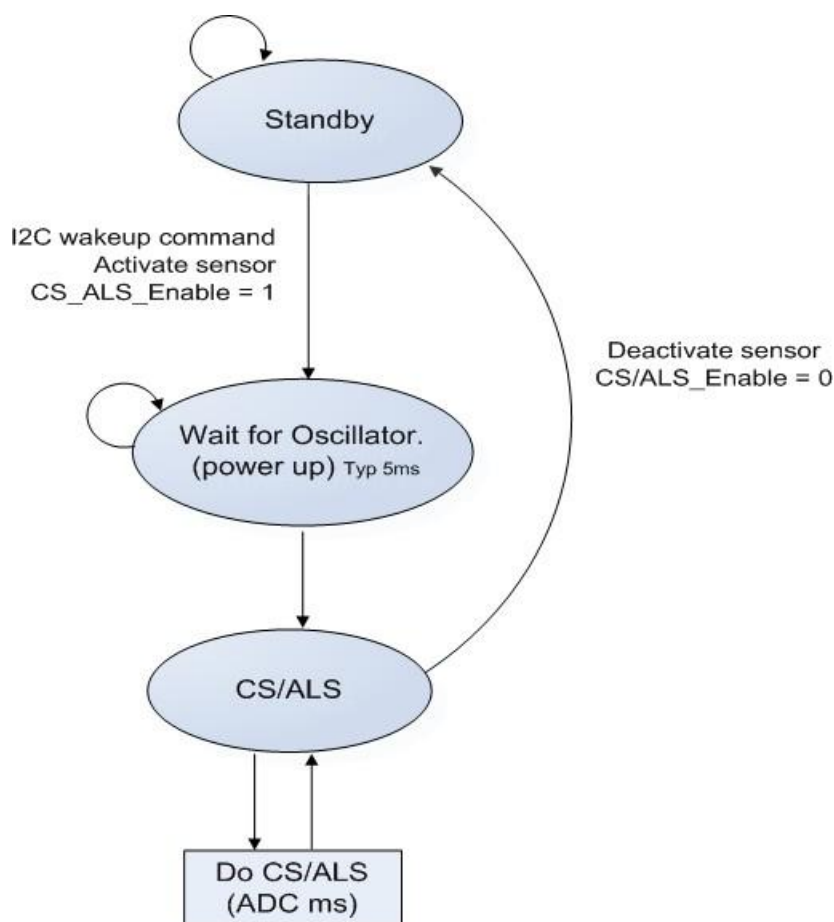 Standby
I2C wakeup command
Activate sensor
CS_ALS_Enable = 1
Deactivate sensor
CS/ALS_Enable = 0
Wait for Oscillator.
(power up) Typ 5ms
CS/ALS
Do CS/ALS
(ADC ms)